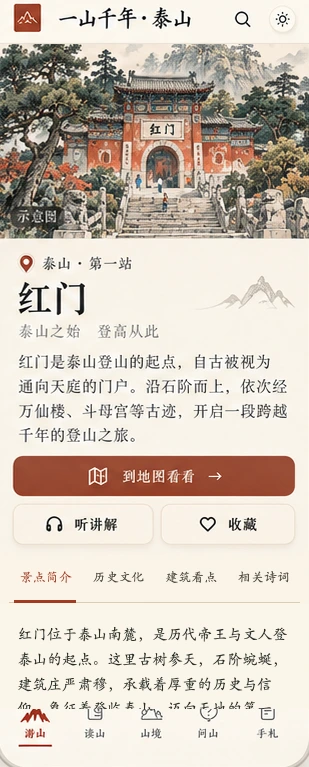 一山千年·泰山
红门
示意图
泰山·第一站
红门
泰山之始 登高从此
红门是泰山登山的起点，自古被视为
通向天庭的门户。沿石阶而上，依次经
万仙楼、斗母宫等古迹，开启一段跨越
千年的登山之旅。
到地图看看 →
听讲解 收藏
景点简介 历史文化 建筑看点 相关诗词
红门位于泰山南麓，是历代帝王与文人登
泰山的起点。这里古树参天，石阶蜿蜒，
建筑庄严肃穆，承载着厚重的历史与信
游山 读山 山境 问山 手札